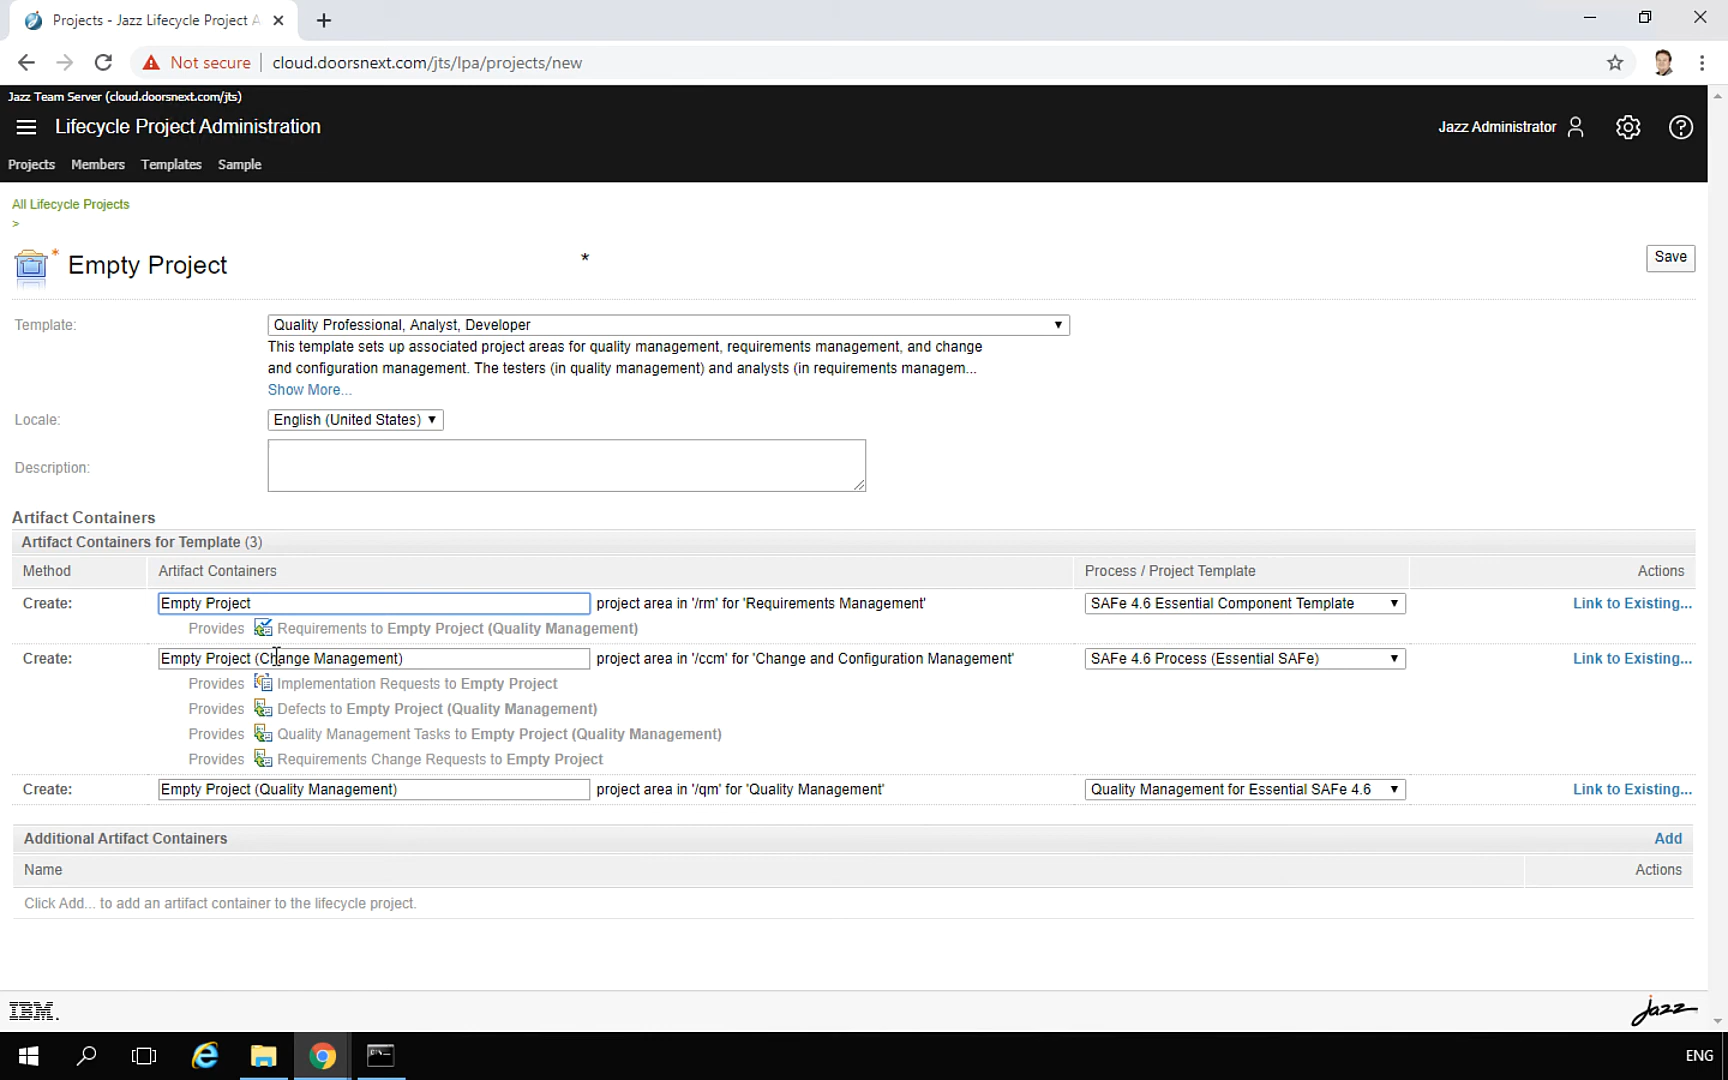 Projects - Jazz Lifecycle Project A
Not secure
cloud.doorsnext.com/jts/lpa/projects/new
Jazz Team Server (cloud.doorsnext.com/jts)
Lifecycle Project Administration
Jazz Administrator
Projects Members Templates Sample
All Lifecycle Projects
>
* Empty Project *
Save
Template: Quality Professional, Analyst, Developer
This template sets up associated project areas for quality management, requirements management, and change
and configuration management. The testers (in quality management) and analysts (in requirements managem...
Show More...
Locale: English (United States)
Description:
Artifact Containers
Artifact Containers for Template (3)
Method Artifact Containers Process / Project Template Actions
Create: Empty Project project area in '/rm' for 'Requirements Management' SAFe 4.6 Essential Component Template Link to Existing...
Provides Requirements to Empty Project (Quality Management)
Create: Empty Project (Change Management) project area in '/ccm' for 'Change and Configuration Management' SAFe 4.6 Process (Essential SAFe) Link to Existing...
Provides Implementation Requests to Empty Project
Provides Defects to Empty Project (Quality Management)
Provides Quality Management Tasks to Empty Project (Quality Management)
Provides Requirements Change Requests to Empty Project
Create: Empty Project (Quality Management) project area in '/qm' for 'Quality Management' Quality Management for Essential SAFe 4.6 Link to Existing...
Additional Artifact Containers Add
Name Actions
Click Add... to add an artifact container to the lifecycle project.
IBM.
jazz
ENG